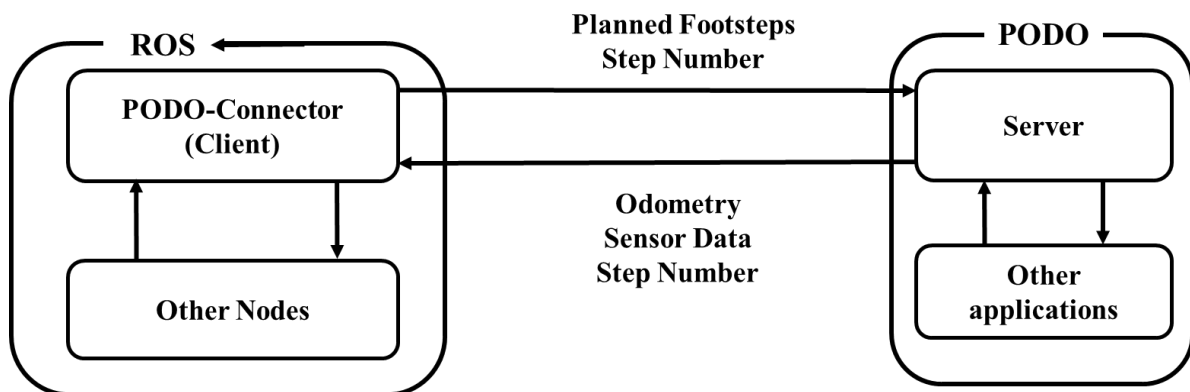 ROS
PODO-Connector
(Client)
Other Nodes
Planned Footsteps
Step Number
Odometry
Sensor Data
Step Number
PODO
Server
Other
applications